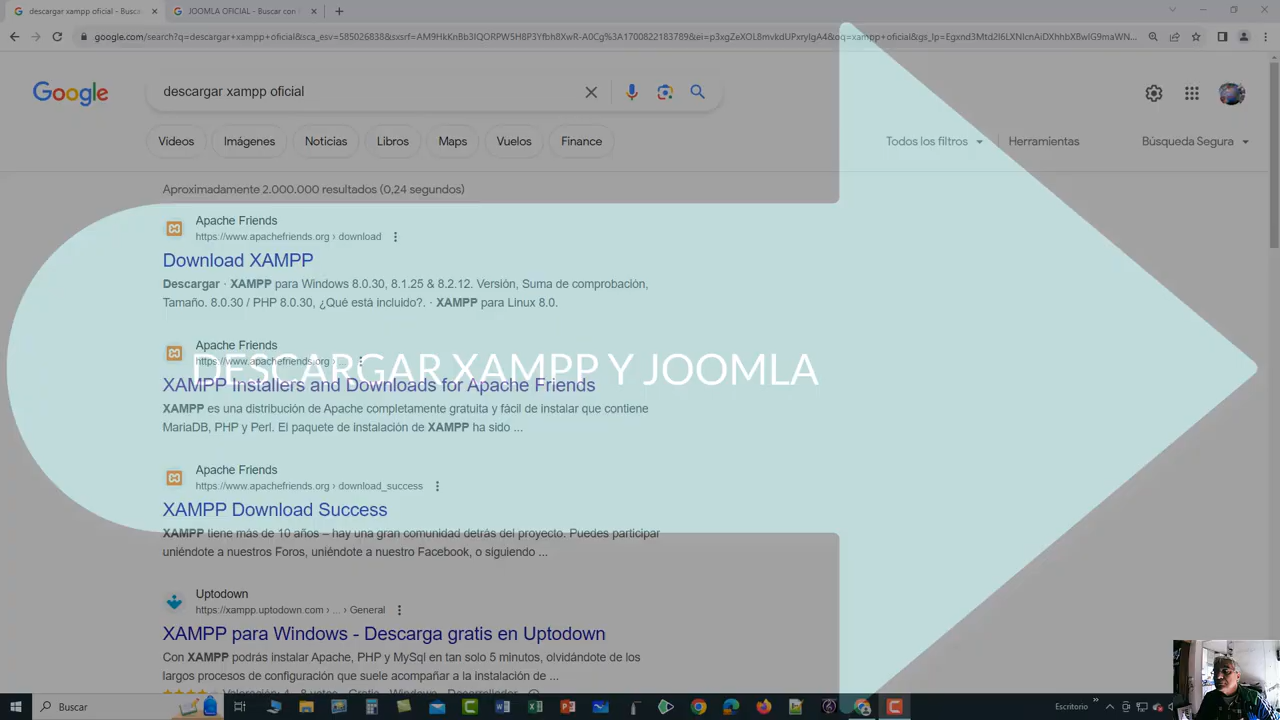 descargar xampp oficial - Busca
JOOMLA OFICIAL - Buscar con
descargar xampp oficial
Google
Videos
Imágenes
Noticias
Libros
Maps
Vuelos
Finance
Todos los filtros
Herramientas
Búsqueda Segura
Aproximadamente 2.000.000 resultados (0,24 segundos)
Apache Friends
https://www.apachefriends.org › download
Download XAMPP
Descargar · XAMPP para Windows 8.0.30, 8.1.25 & 8.2.12. Versión, Suma de comprobación,
Tamaño. 8.0.30 / PHP 8.0.30, ¿Qué está incluido?. · XAMPP para Linux 8.0.
Apache Friends
https://www.apachefriends.org
DESCARGAR XAMPP Y JOOMLA
XAMPP Installers and Downloads for Apache Friends
XAMPP es una distribución de Apache completamente gratuita y fácil de instalar que contiene
MariaDB, PHP y Perl. El paquete de instalación de XAMPP ha sido ...
Apache Friends
https://www.apachefriends.org › download_success
XAMPP Download Success
XAMPP tiene más de 10 años – hay una gran comunidad detrás del proyecto. Puedes participar
uniéndote a nuestros Foros, uniéndote a nuestro Facebook, o siguiendo ...
Uptodown
https://xampp.uptodown.com › ... › General
XAMPP para Windows - Descarga gratis en Uptodown
Con XAMPP podrás instalar Apache, PHP y MySql en tan solo 5 minutos, olvidándote de los
largos procesos de configuración que suelen acompañarle a la instalación de ...
Buscar
Escritorio